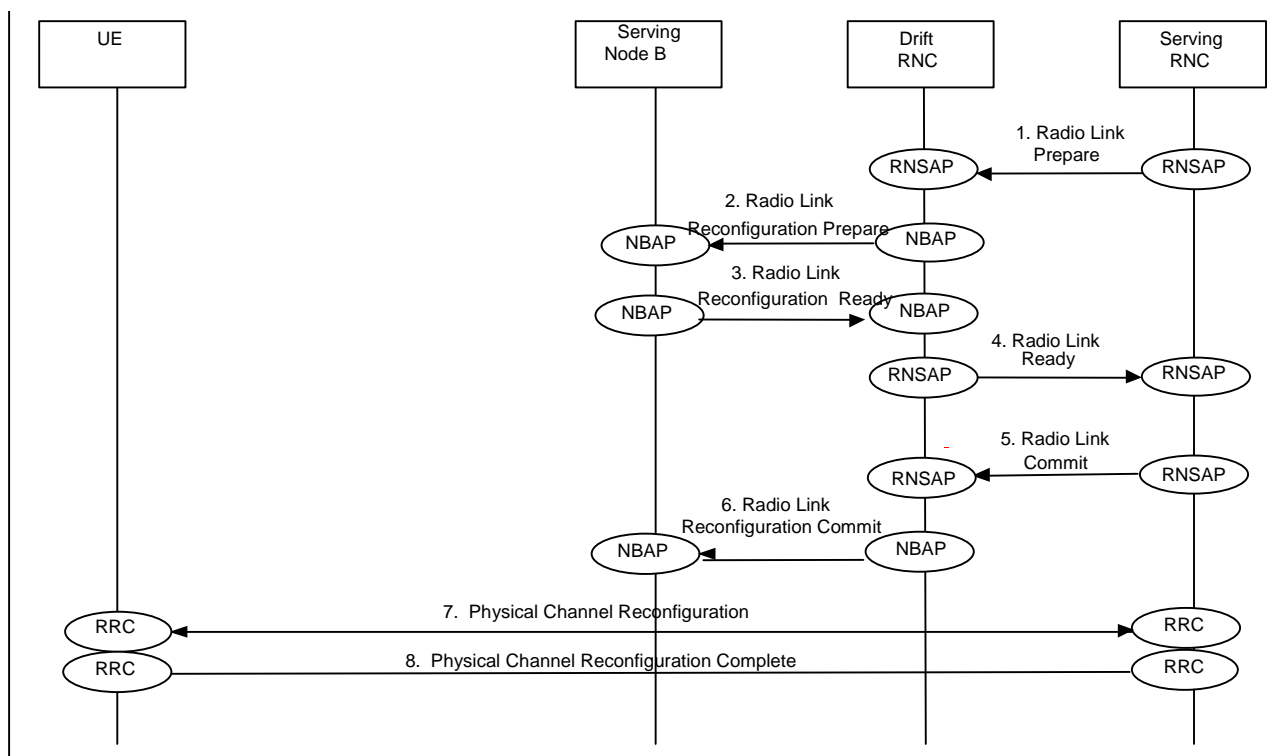 UE
Serving
Node B
Drift
RNC
Serving
RNC
1. Radio Link
Prepare
RNSAP
RNSAP
2. Radio Link
Reconfiguration Prepare
NBAP
NBAP
3. Radio Link
Reconfiguration Ready
NBAP
NBAP
4. Radio Link
Ready
RNSAP
RNSAP
5. Radio Link
Commit
RNSAP
RNSAP
6. Radio Link
Reconfiguration Commit
NBAP
NBAP
7. Physical Channel Reconfiguration
RRC
RRC
8. Physical Channel Reconfiguration Complete
RRC
RRC